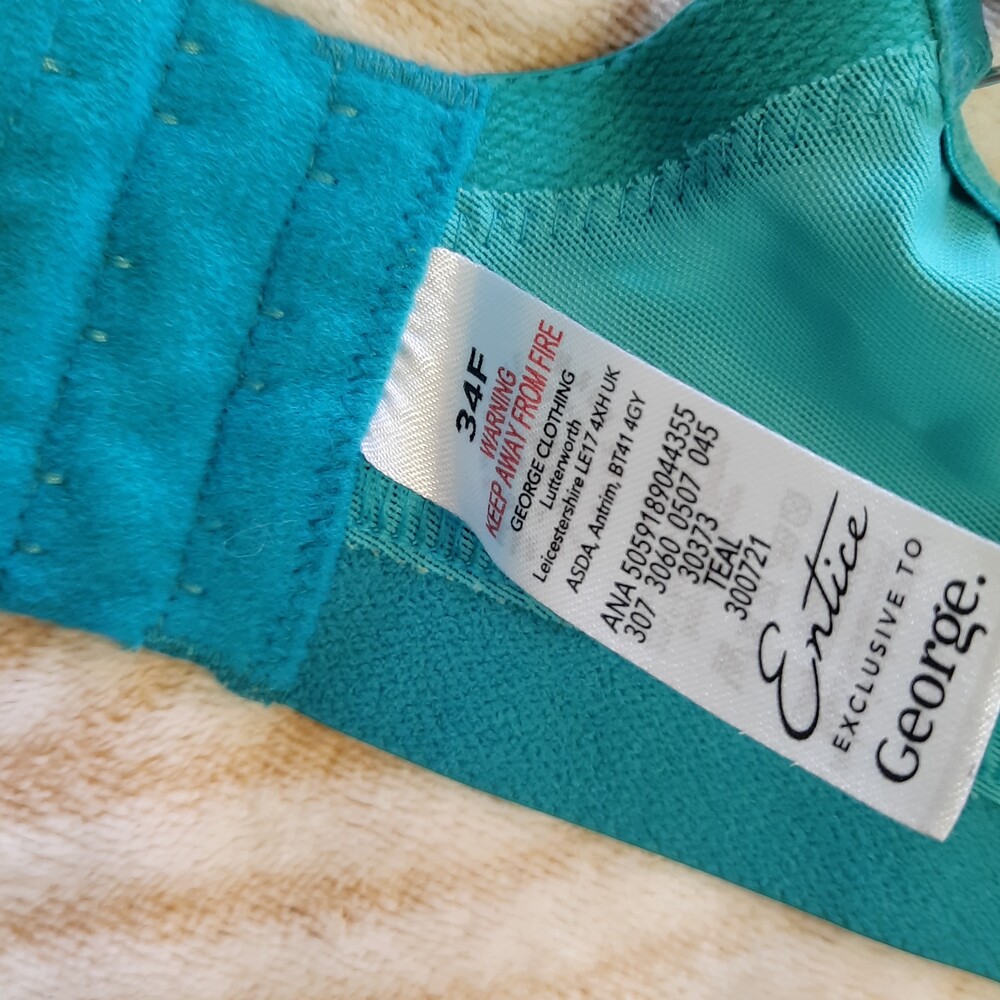 34F
WARNING
KEEP AWAY FROM FIRE
GEORGE CLOTHING
Lutterworth
Leicestershire LE17 4XH UK
ASDA, Antrim, BT41 4GY
ANA 5059189044355
307 3060 0507 045
30373
TEAL
300721
Entice
EXCLUSIVE TO
George.